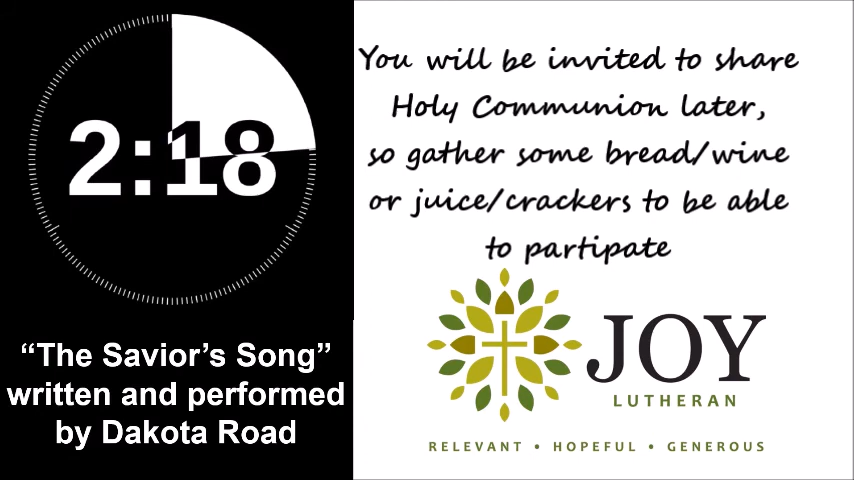 2:18
“The Savior’s Song”
written and performed
by Dakota Road
You will be invited to share
Holy Communion later,
so gather some bread/wine
or juice/crackers to be able
to partipate
JOY
LUTHERAN
RELEVANT • HOPEFUL • GENEROUS